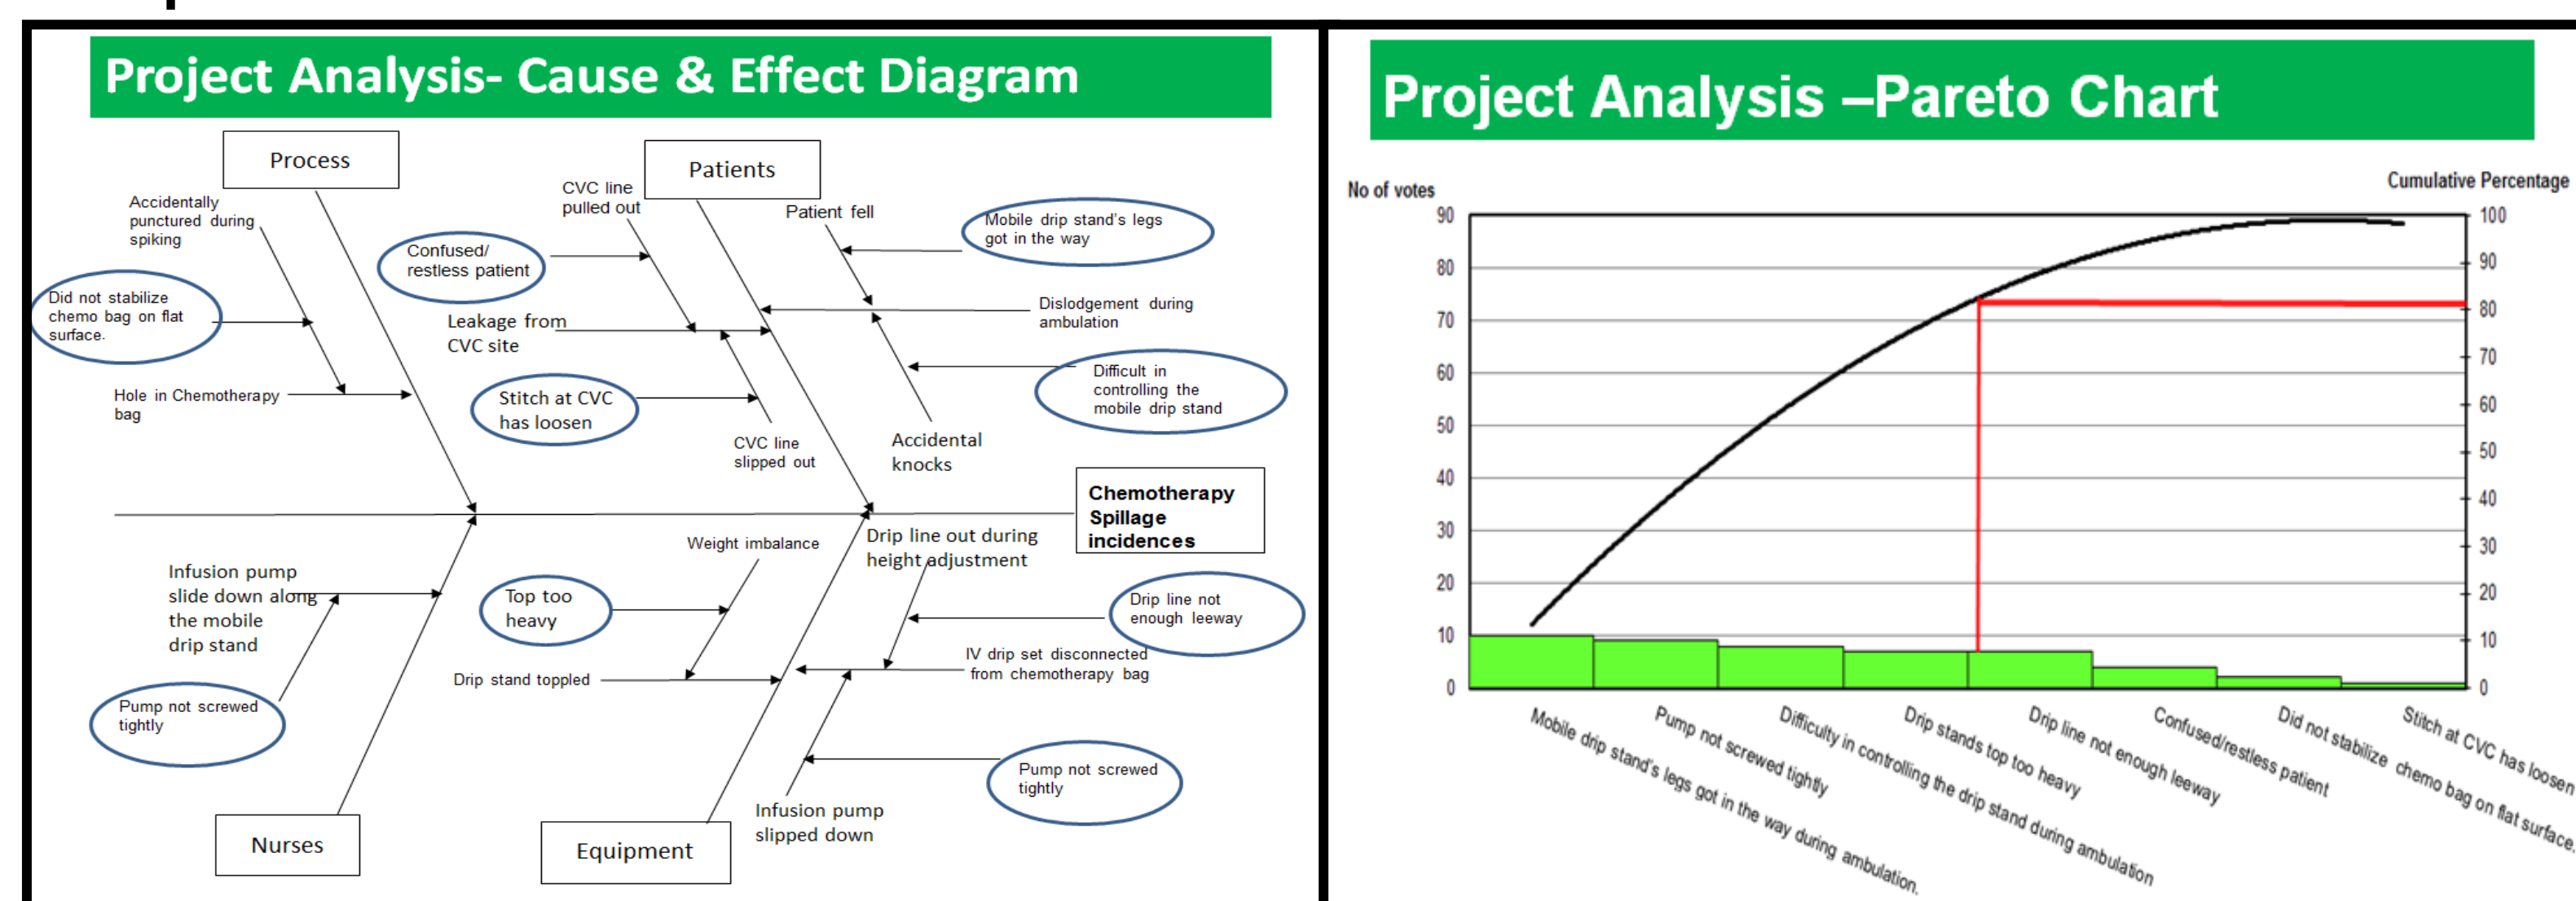 Project Analysis- Cause & Effect Diagram
Process
Accidentally
punctured during
spiking
Did not stabilize
chemo bag on flat
surface.
Hole in Chemotherapy
bag
Patients
CVC line
pulled out
Confused/
restless patient
Leakage from
CVC site
Stitch at CVC
has loosen
CVC line
slipped out
Patient fell
Mobile drip stand's legs
got in the way
Dislodgement during
ambulation
Difficult in
controlling the
mobile drip stand
Accidental
knocks
Chemotherapy
Spillage
incidences
Infusion pump
slide down along
the mobile
drip stand
Pump not screwed
tightly
Nurses
Weight imbalance
Top too
heavy
Drip stand toppled
Equipment
Drip line out during
height adjustment
Drip line not
enough leeway
IV drip set disconnected
from chemotherapy bag
Pump not screwed
tightly
Infusion pump
slipped down
Project Analysis –Pareto Chart
No of votes
Cumulative Percentage
90
80
70
60
50
40
30
20
10
0
100
90
80
70
60
50
40
30
20
10
0
Mobile drip stand's legs got in the way during ambulation.
Pump not screwed tightly
Difficulty in controlling the drip stand during ambulation
Drip stands top too heavy
Drip line not enough leeway
Confused/restless patient
Did not stabilize chemo bag on flat surface.
Stitch at CVC has loosen